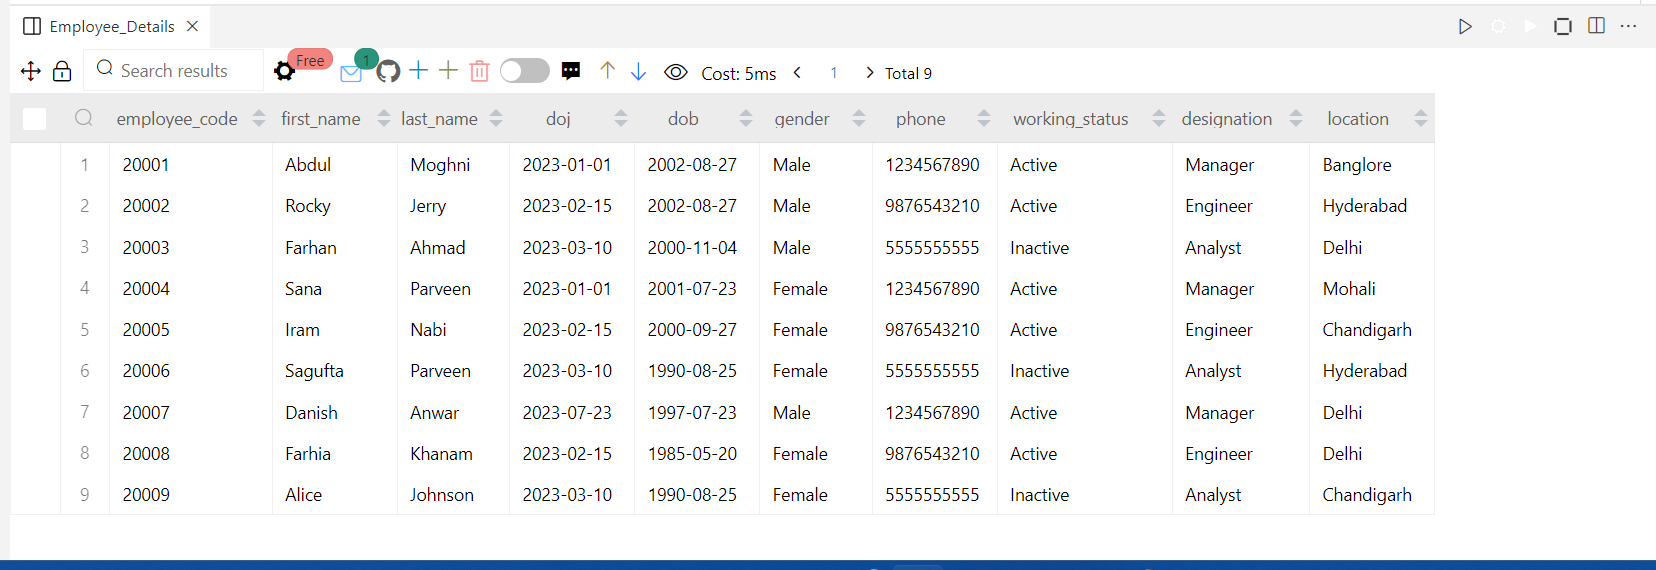 Employee_Details
Search results Free 1 Cost: 5ms 1 Total 9
employee_code first_name last_name doj dob gender phone working_status designation location
1 20001 Abdul Moghni 2023-01-01 2002-08-27 Male 1234567890 Active Manager Banglore
2 20002 Rocky Jerry 2023-02-15 2002-08-27 Male 9876543210 Active Engineer Hyderabad
3 20003 Farhan Ahmad 2023-03-10 2000-11-04 Male 5555555555 Inactive Analyst Delhi
4 20004 Sana Parveen 2023-01-01 2001-07-23 Female 1234567890 Active Manager Mohali
5 20005 Iram Nabi 2023-02-15 2000-09-27 Female 9876543210 Active Engineer Chandigarh
6 20006 Sagufta Parveen 2023-03-10 1990-08-25 Female 5555555555 Inactive Analyst Hyderabad
7 20007 Danish Anwar 2023-07-23 1997-07-23 Male 1234567890 Active Manager Delhi
8 20008 Farhia Khanam 2023-02-15 1985-05-20 Female 9876543210 Active Engineer Delhi
9 20009 Alice Johnson 2023-03-10 1990-08-25 Female 5555555555 Inactive Analyst Chandigarh